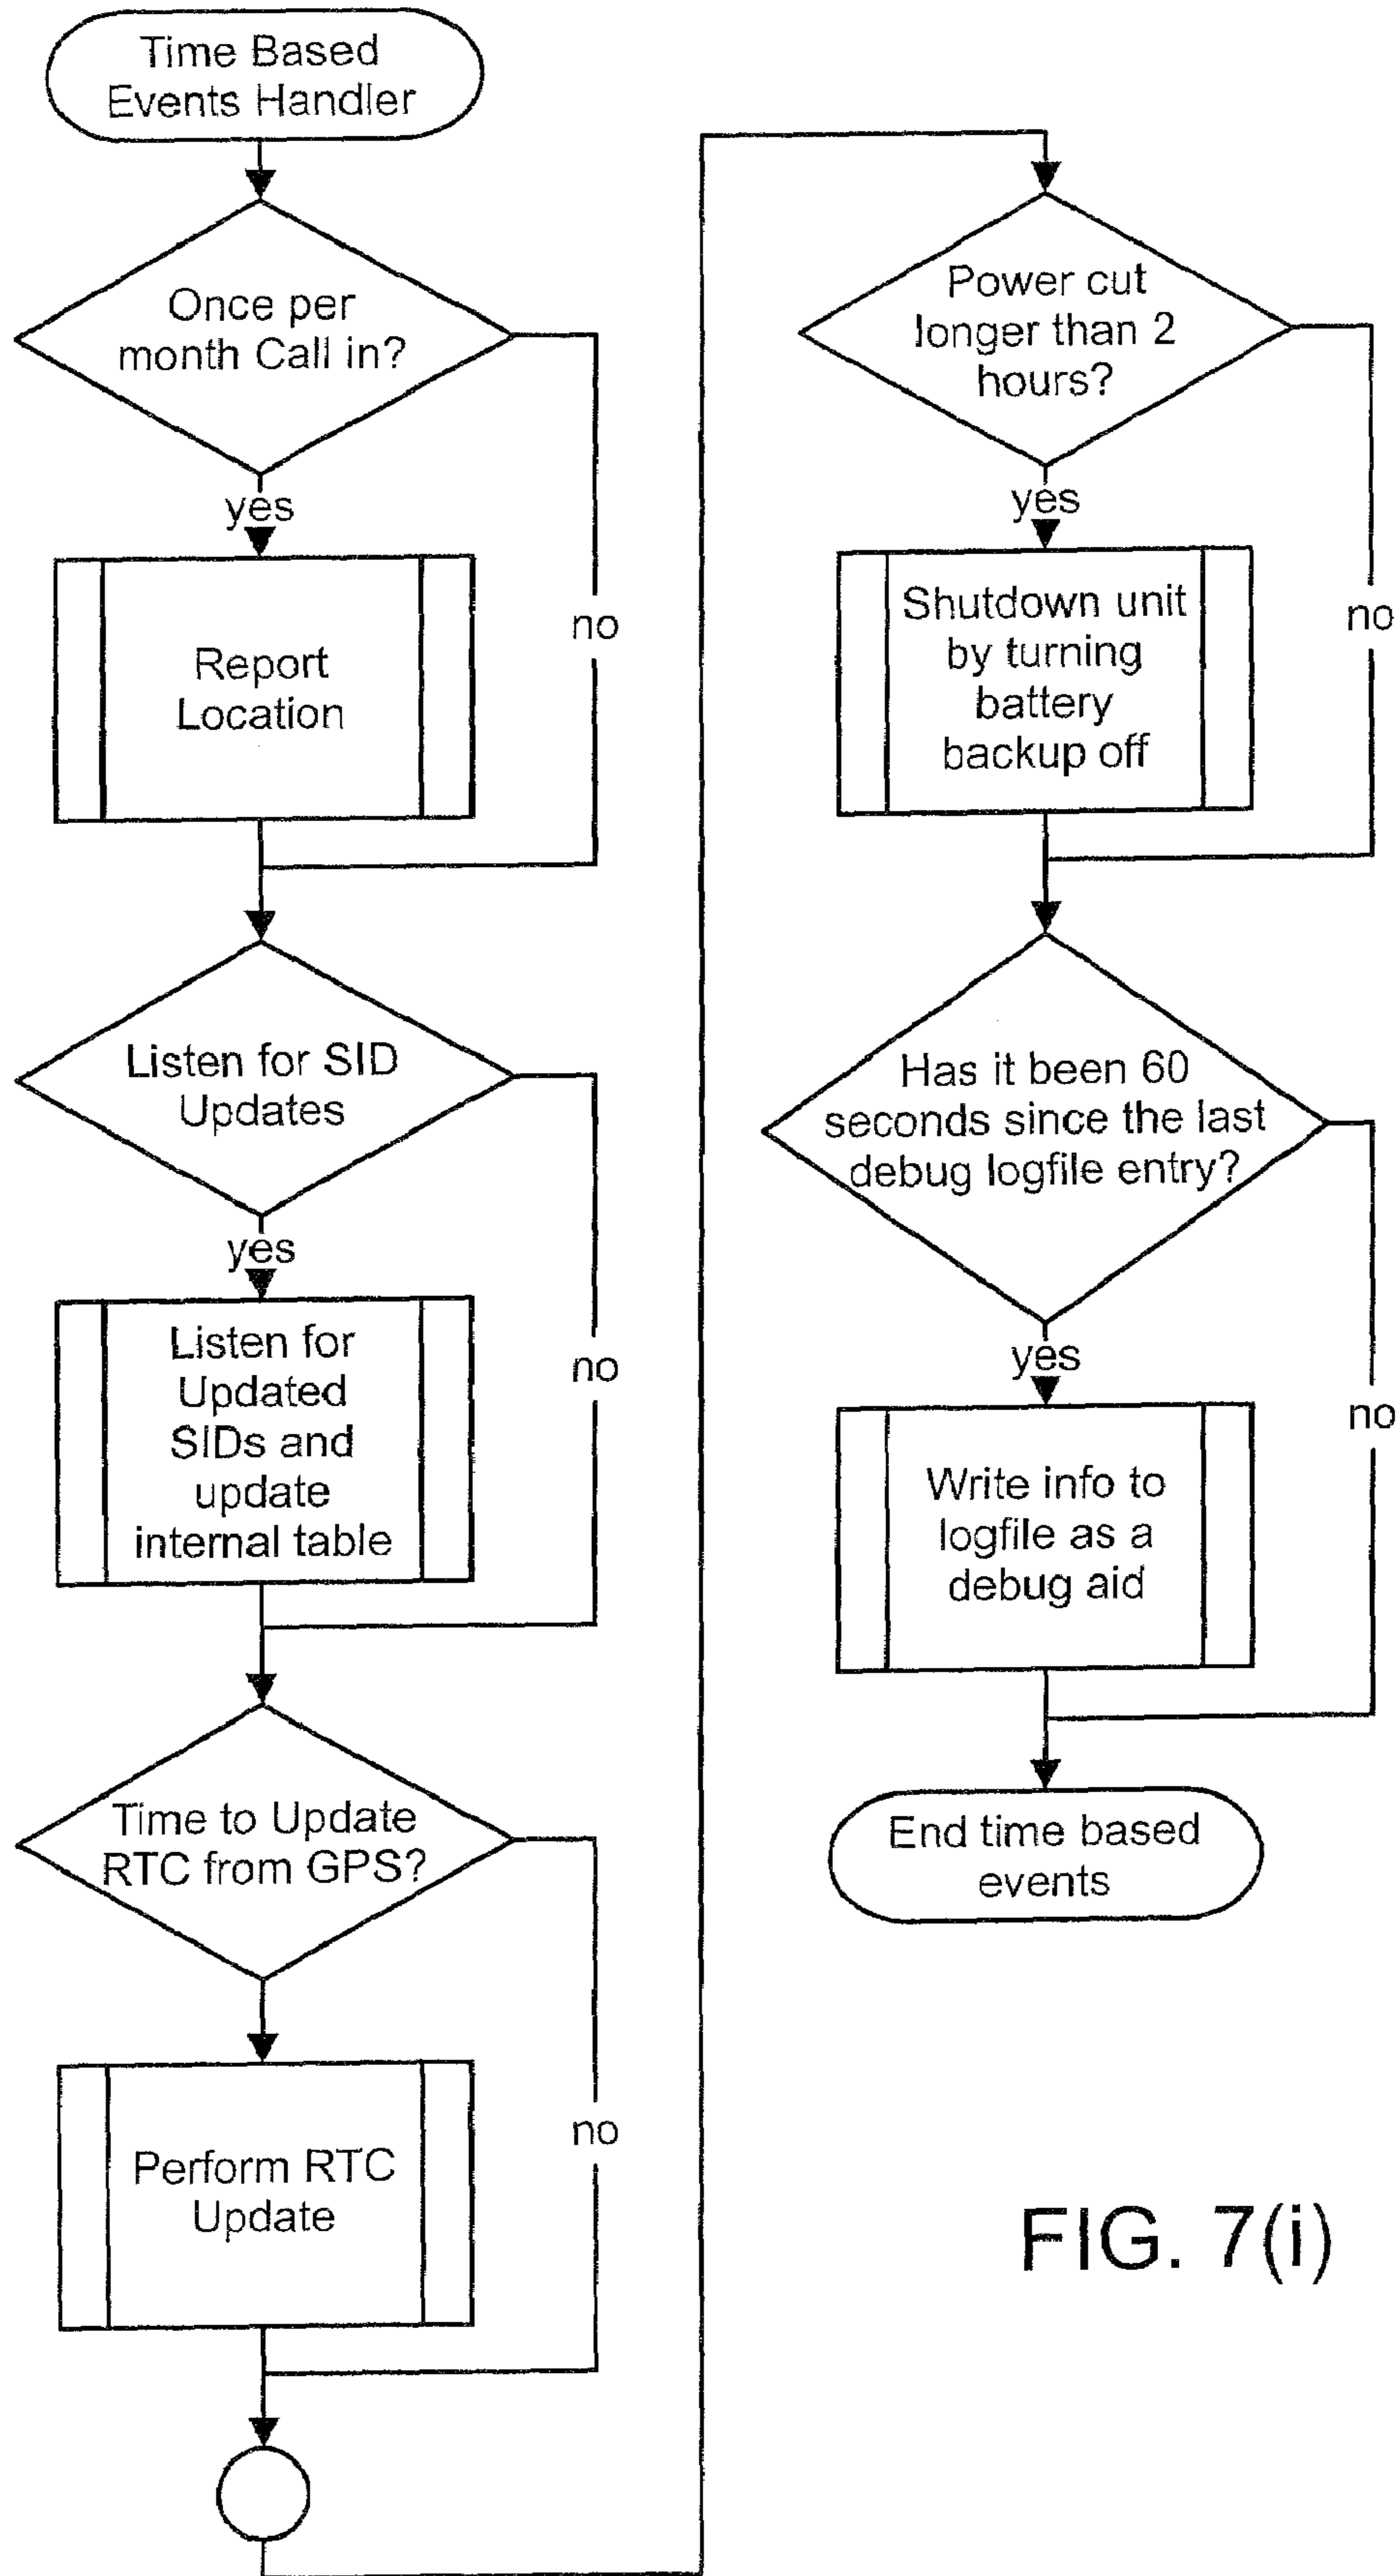 Time Based
Events Handler
Once per
month Call in?
yes
no
Report
Location
Listen for SID
Updates
yes
no
Listen for
Updated
SIDs and
update
internal table
Time to Update
RTC from GPS?
no
Perform RTC
Update
Power cut
longer than 2
hours?
yes
no
Shutdown unit
by turning
battery
backup off
Has it been 60
seconds since the last
debug logfile entry?
yes
no
Write info to
logfile as a
debug aid
End time based
events
FIG. 7(i)